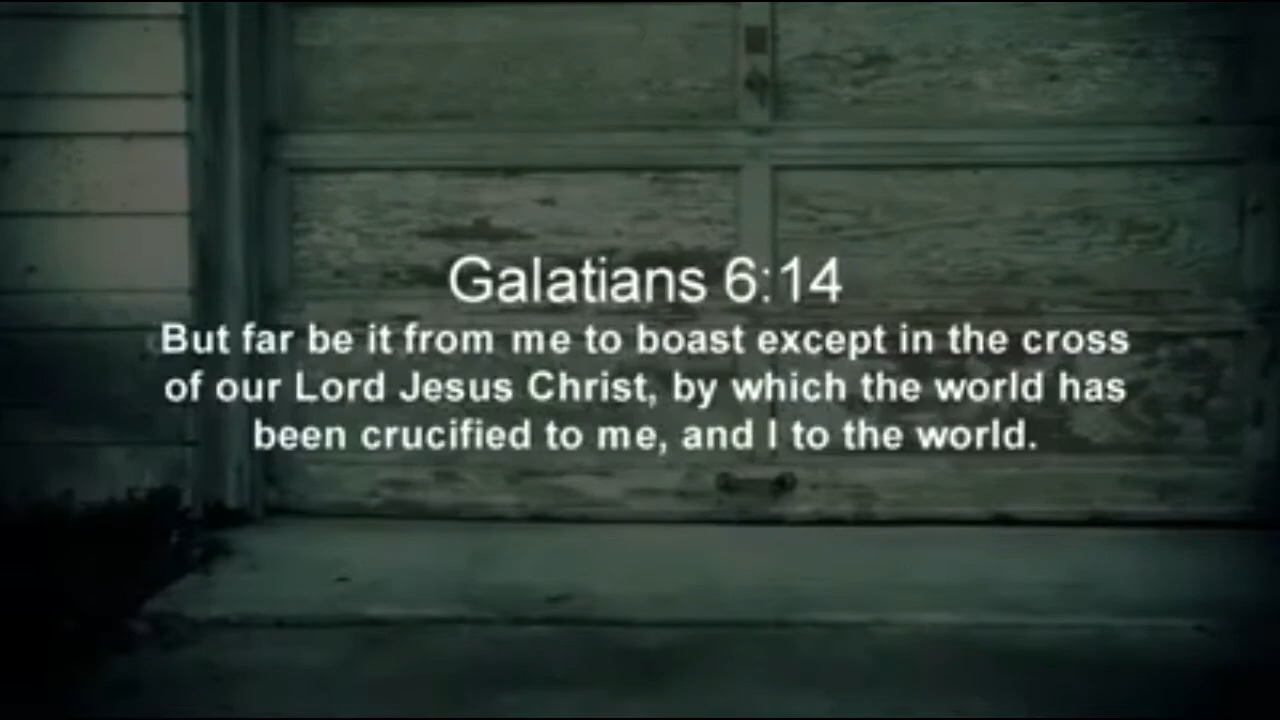 Galatians 6:14
But far be it from me to boast except in the cross
of our Lord Jesus Christ, by which the world has
been crucified to me, and I to the world.